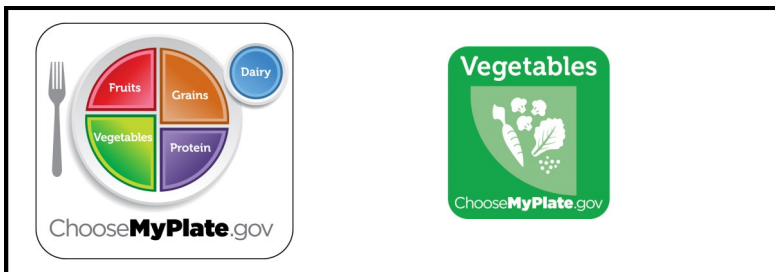 Fruits
Grains
Dairy
Vegetables
Protein
ChooseMyPlate.gov
Vegetables
ChooseMyPlate.gov